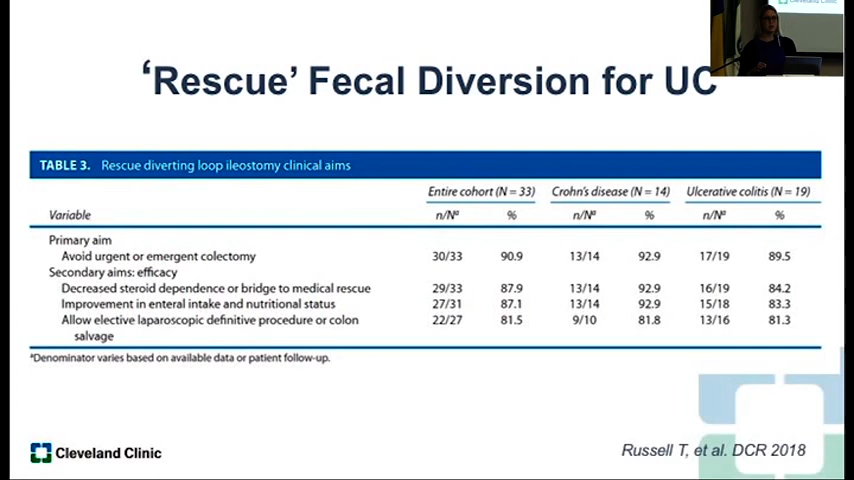 Cleveland Clinic
‘Rescue’ Fecal Diversion for UC
TABLE 3. Rescue diverting loop ileostomy clinical aims
Entire cohort (N = 33) Crohn's disease (N = 14) Ulcerative colitis (N = 19)
Variable n/Nᵃ % n/Nᵃ % n/Nᵃ %
Primary aim
Avoid urgent or emergent colectomy 30/33 90.9 13/14 92.9 17/19 89.5
Secondary aims: efficacy
Decreased steroid dependence or bridge to medical rescue 29/33 87.9 13/14 92.9 16/19 84.2
Improvement in enteral intake and nutritional status 27/31 87.1 13/14 92.9 15/18 83.3
Allow elective laparoscopic definitive procedure or colon 22/27 81.5 9/10 81.8 13/16 81.3
salvage
ᵃDenominator varies based on available data or patient follow-up.
Cleveland Clinic
Russell T, et al. DCR 2018